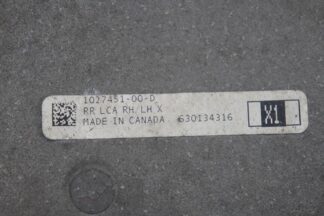 1027451-00-D
RR LCA RH/LH X
MADE IN CANADA 630134316
X1